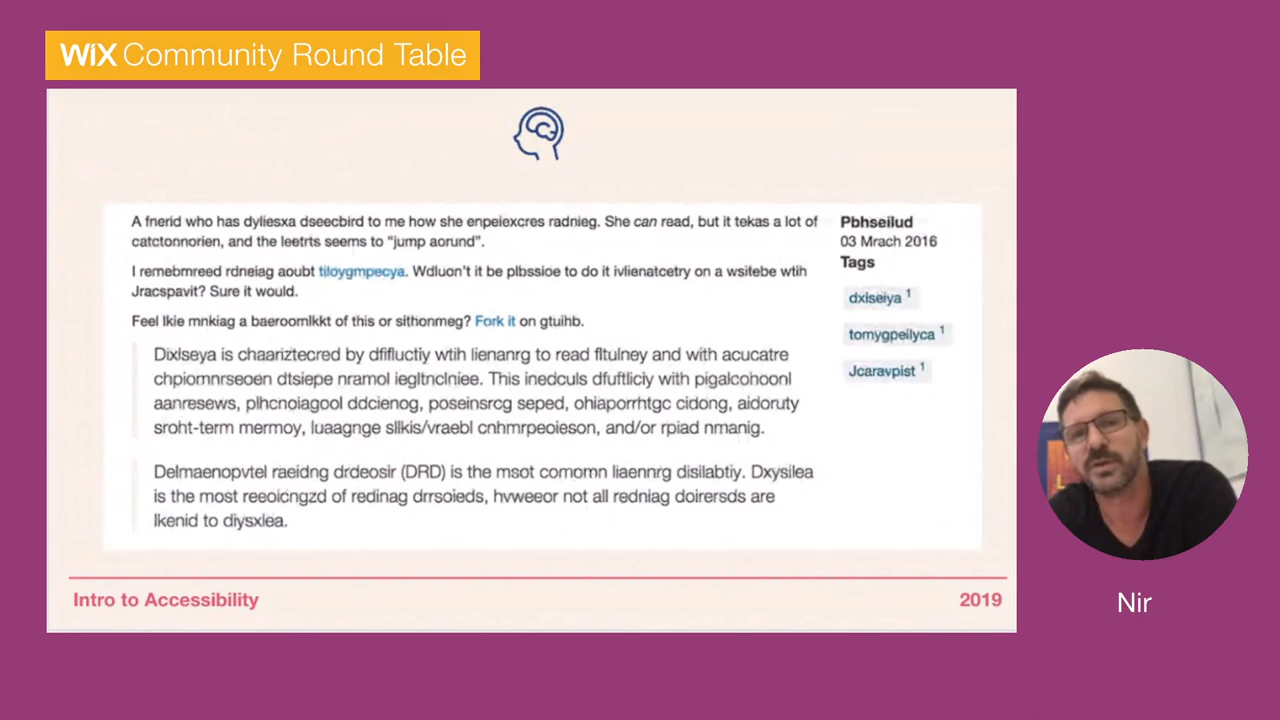 WIX Community Round Table
A fnerid who has dyliesxa dseecbird to me how she enpeiexcres radnieg. She can read, but it tekas a lot of
catctonnorien, and the leetrts seems to “jump aorund”.
I remebmreed rdneiag aoubt tiloygmpecya. Wdluon't it be plbssioe to do it ivlienatcetry on a wsitebe wtih
Jracspavit? Sure it would.
Feel lkie mnkiag a baeroomlkkt of this or sithonmeg? Fork it on gtuihb.
Dixlseya is chaariztecred by dfifluctiy wtih lienanrg to read fltulney and with acucatre
chpiomnrseoen dtsiepe nramol iegltnclniee. This inedculs dfuftliciy with pigalcohoonl
aanresews, plhcnoiagool ddcienog, poseinsrcg seped, ohiaporrhtgc cidong, aidoruty
sroht-term mermoy, luaagnge sllkis/vraebl cnhmrpeoieson, and/or rpiad nmanig.
Delmaenopvtel raeidng drdeosir (DRD) is the msot comomn liaennrg disilabtiy. Dxysilea
is the most reeoicngzd of redinag drrsoieds, hvweeor not all redniag doirersds are
lkenid to diysxlea.
Pbhseilud
03 Mrach 2016
Tags
dxiseiya 1
tomygpeilyca 1
Jcaravpist 1
Intro to Accessibility
2019
Nir